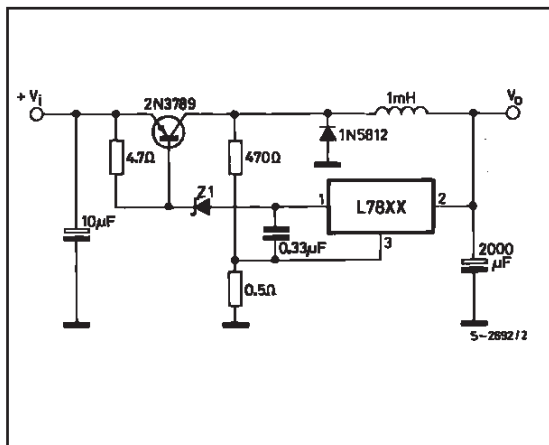 + Vi
2N3789
1mH
Vo
1N5812
4.7Ω
470Ω
Z1
1
L78XX
2
10µF
0.33µF
3
2000
µF
0.5Ω
S-2892/2